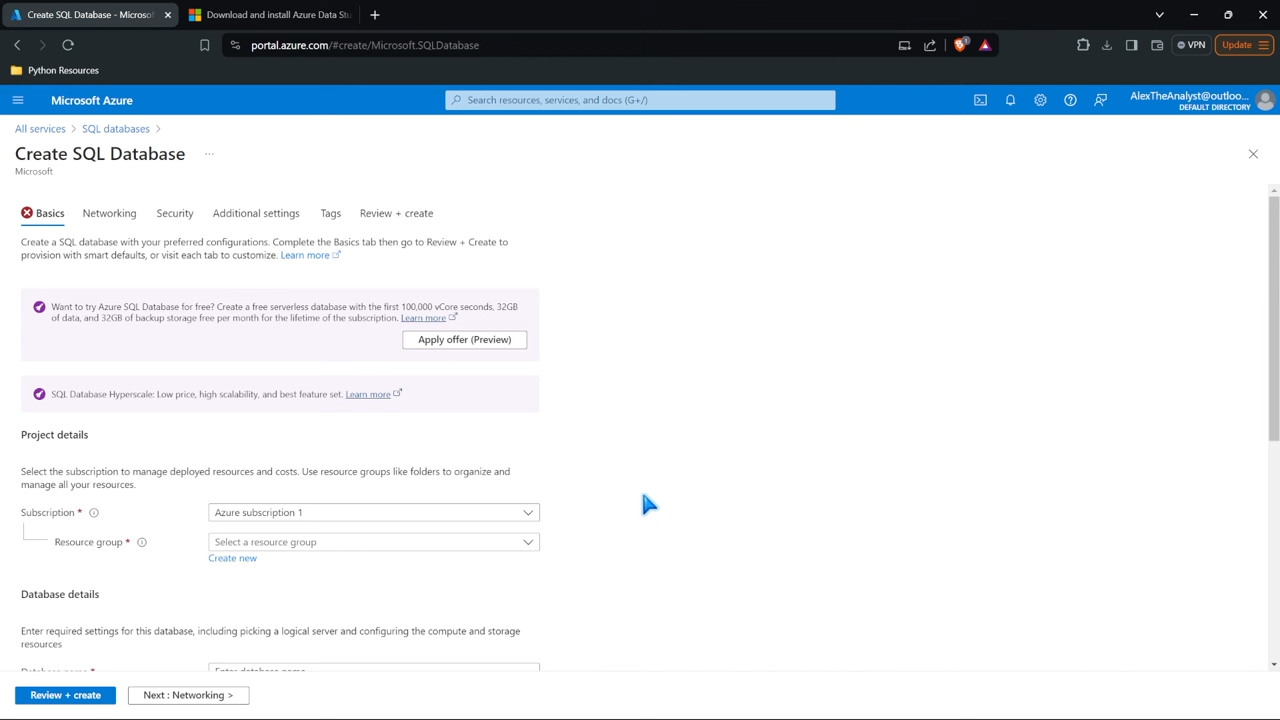 Create SQL Database - Microsof
Download and install Azure Data Stu
portal.azure.com/#create/Microsoft.SQLDatabase
1
VPN
Update
Python Resources
Microsoft Azure
Search resources, services, and docs (G+/)
AlexTheAnalyst@outloo...
DEFAULT DIRECTORY
All services > SQL databases >
Create SQL Database ...
Microsoft
Basics Networking Security Additional settings Tags Review + create
Create a SQL database with your preferred configurations. Complete the Basics tab then go to Review + Create to
provision with smart defaults, or visit each tab to customize. Learn more
Want to try Azure SQL Database for free? Create a free serverless database with the first 100,000 vCore seconds, 32GB
of data, and 32GB of backup storage free per month for the lifetime of the subscription. Learn more
Apply offer (Preview)
SQL Database Hyperscale: Low price, high scalability, and best feature set. Learn more
Project details
Select the subscription to manage deployed resources and costs. Use resource groups like folders to organize and
manage all your resources.
Subscription *
Azure subscription 1
Resource group *
Select a resource group
Create new
Database details
Enter required settings for this database, including picking a logical server and configuring the compute and storage
resources
Database name *
Enter database name
Review + create
Next : Networking >